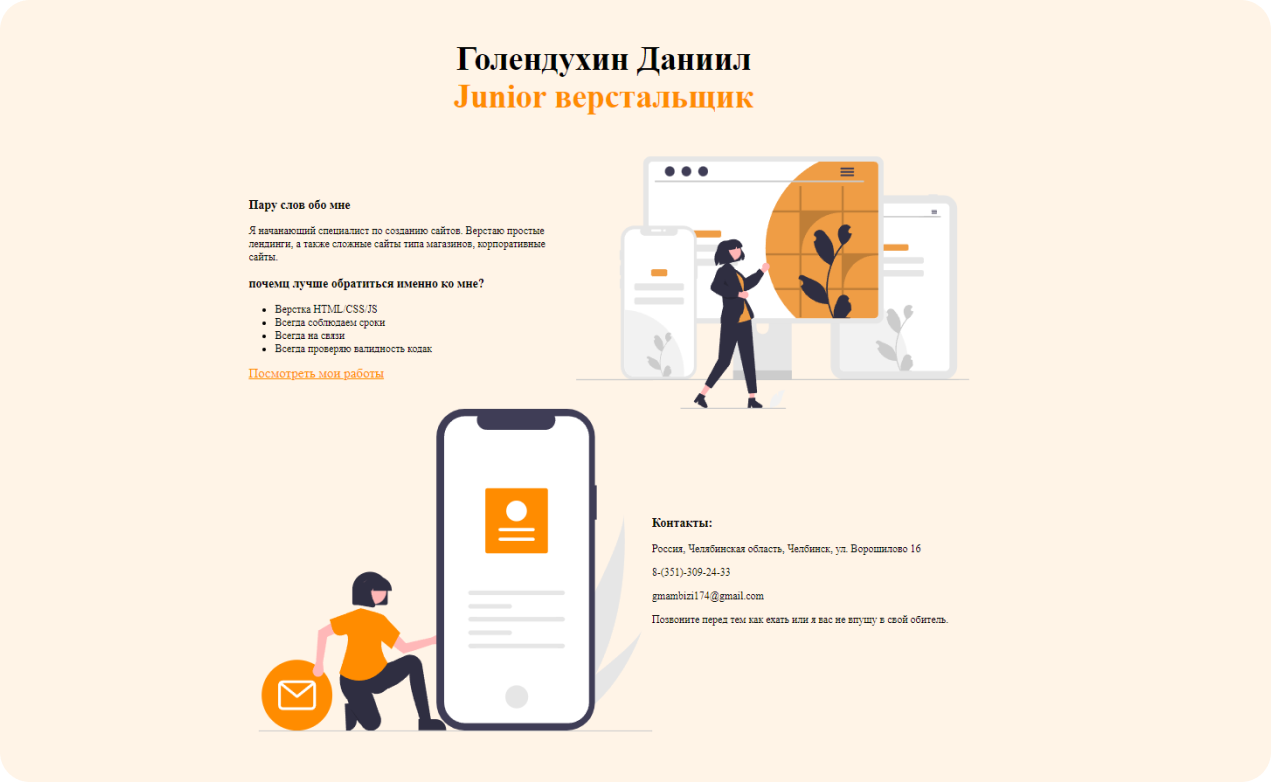 Голендухин Даниил
Junior верстальщик
Пару слов обо мне
Я начанающий специалист по созданию сайтов. Верстаю простые
лендинги, а также сложные сайты типа магазинов, корпоративные
сайты.
почемц лучше обратиться именно ко мне?
Верстка HTML/CSS/JS
Всегда соблюдаем сроки
Всегда на связи
Всегда проверяю валидность кодак
Посмотреть мои работы
Контакты:
Россия, Челябинская область, Челбинск, ул. Ворошилово 16
8-(351)-309-24-33
gmambizi174@gmail.com
Позвоните перед тем как ехать или я вас не впущу в свой обитель.